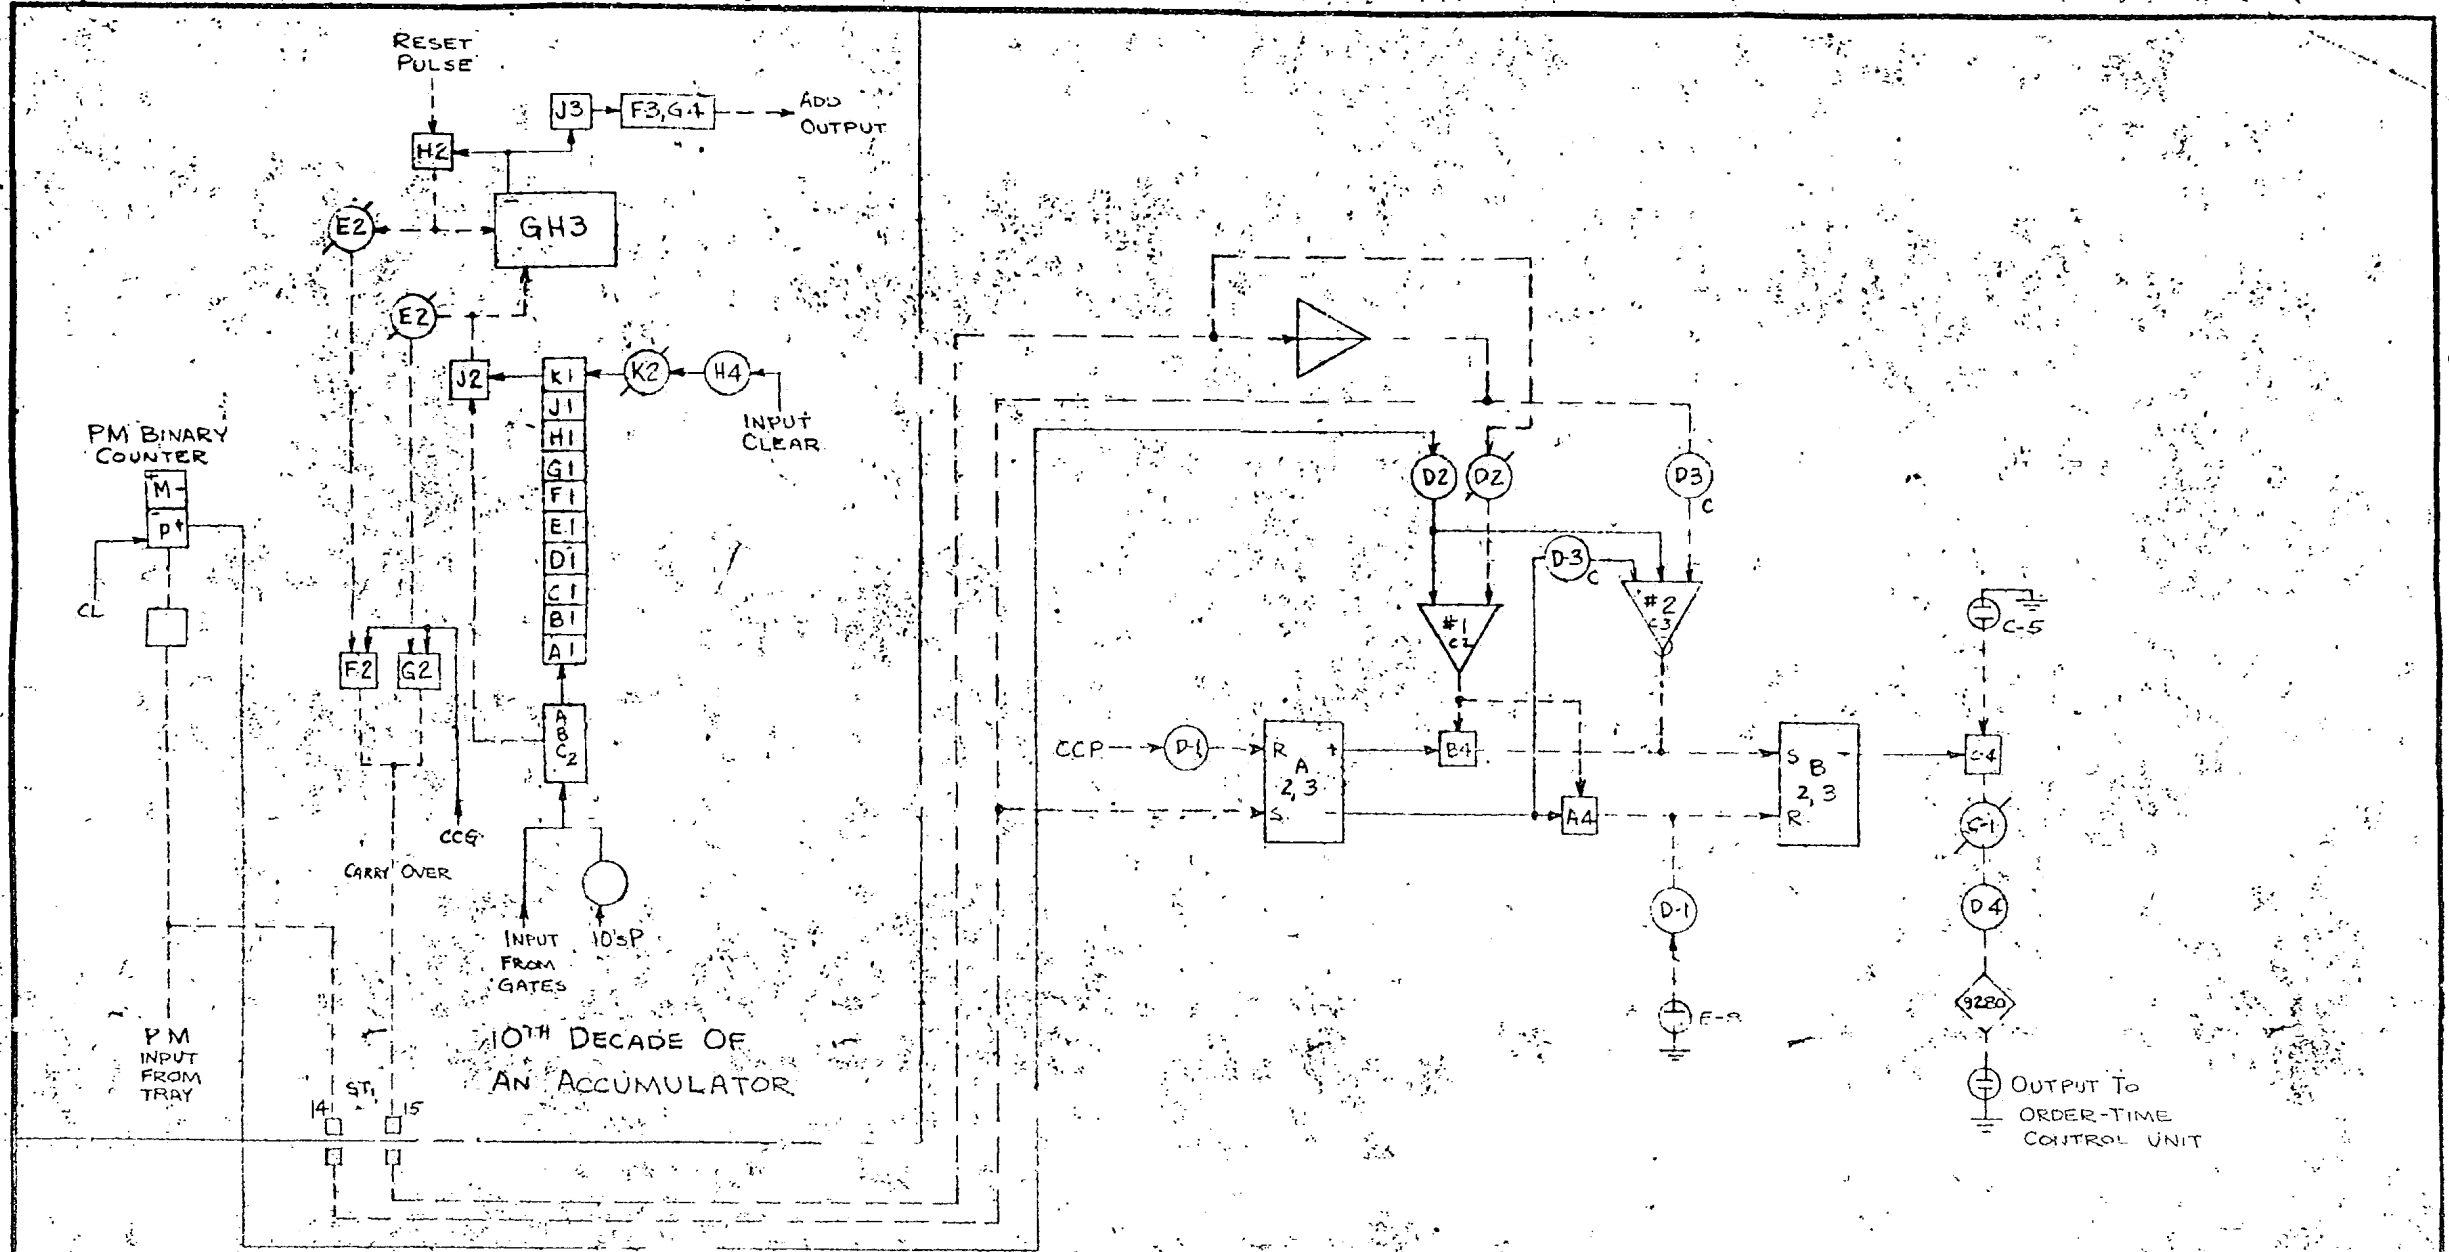 RESET
PULSE
J3
F3,G4
ADD
OUTPUT
H2
E2
GH3
E2
J2
K1
K2
H4
J1
INPUT
CLEAR
H1
G1
F1
E1
D1
C1
B1
A1
PM BINARY
COUNTER
M -
P +
CL
F2
G2
A
B
C2
CCG
CARRY OVER
INPUT
FROM
GATES
10'sP
PM
INPUT
FROM
TRAY
10TH DECADE OF
AN ACCUMULATOR
14
ST1
15
D2
D2
D3
C
D-3
C
#1
C2
#2
C3
CCP
R +
A
2,3
S -
B4
A4
S -
B
2,3
R
C-5
C-4
C-1
D4
D-1
9280
OUTPUT TO
ORDER-TIME
CONTROL UNIT